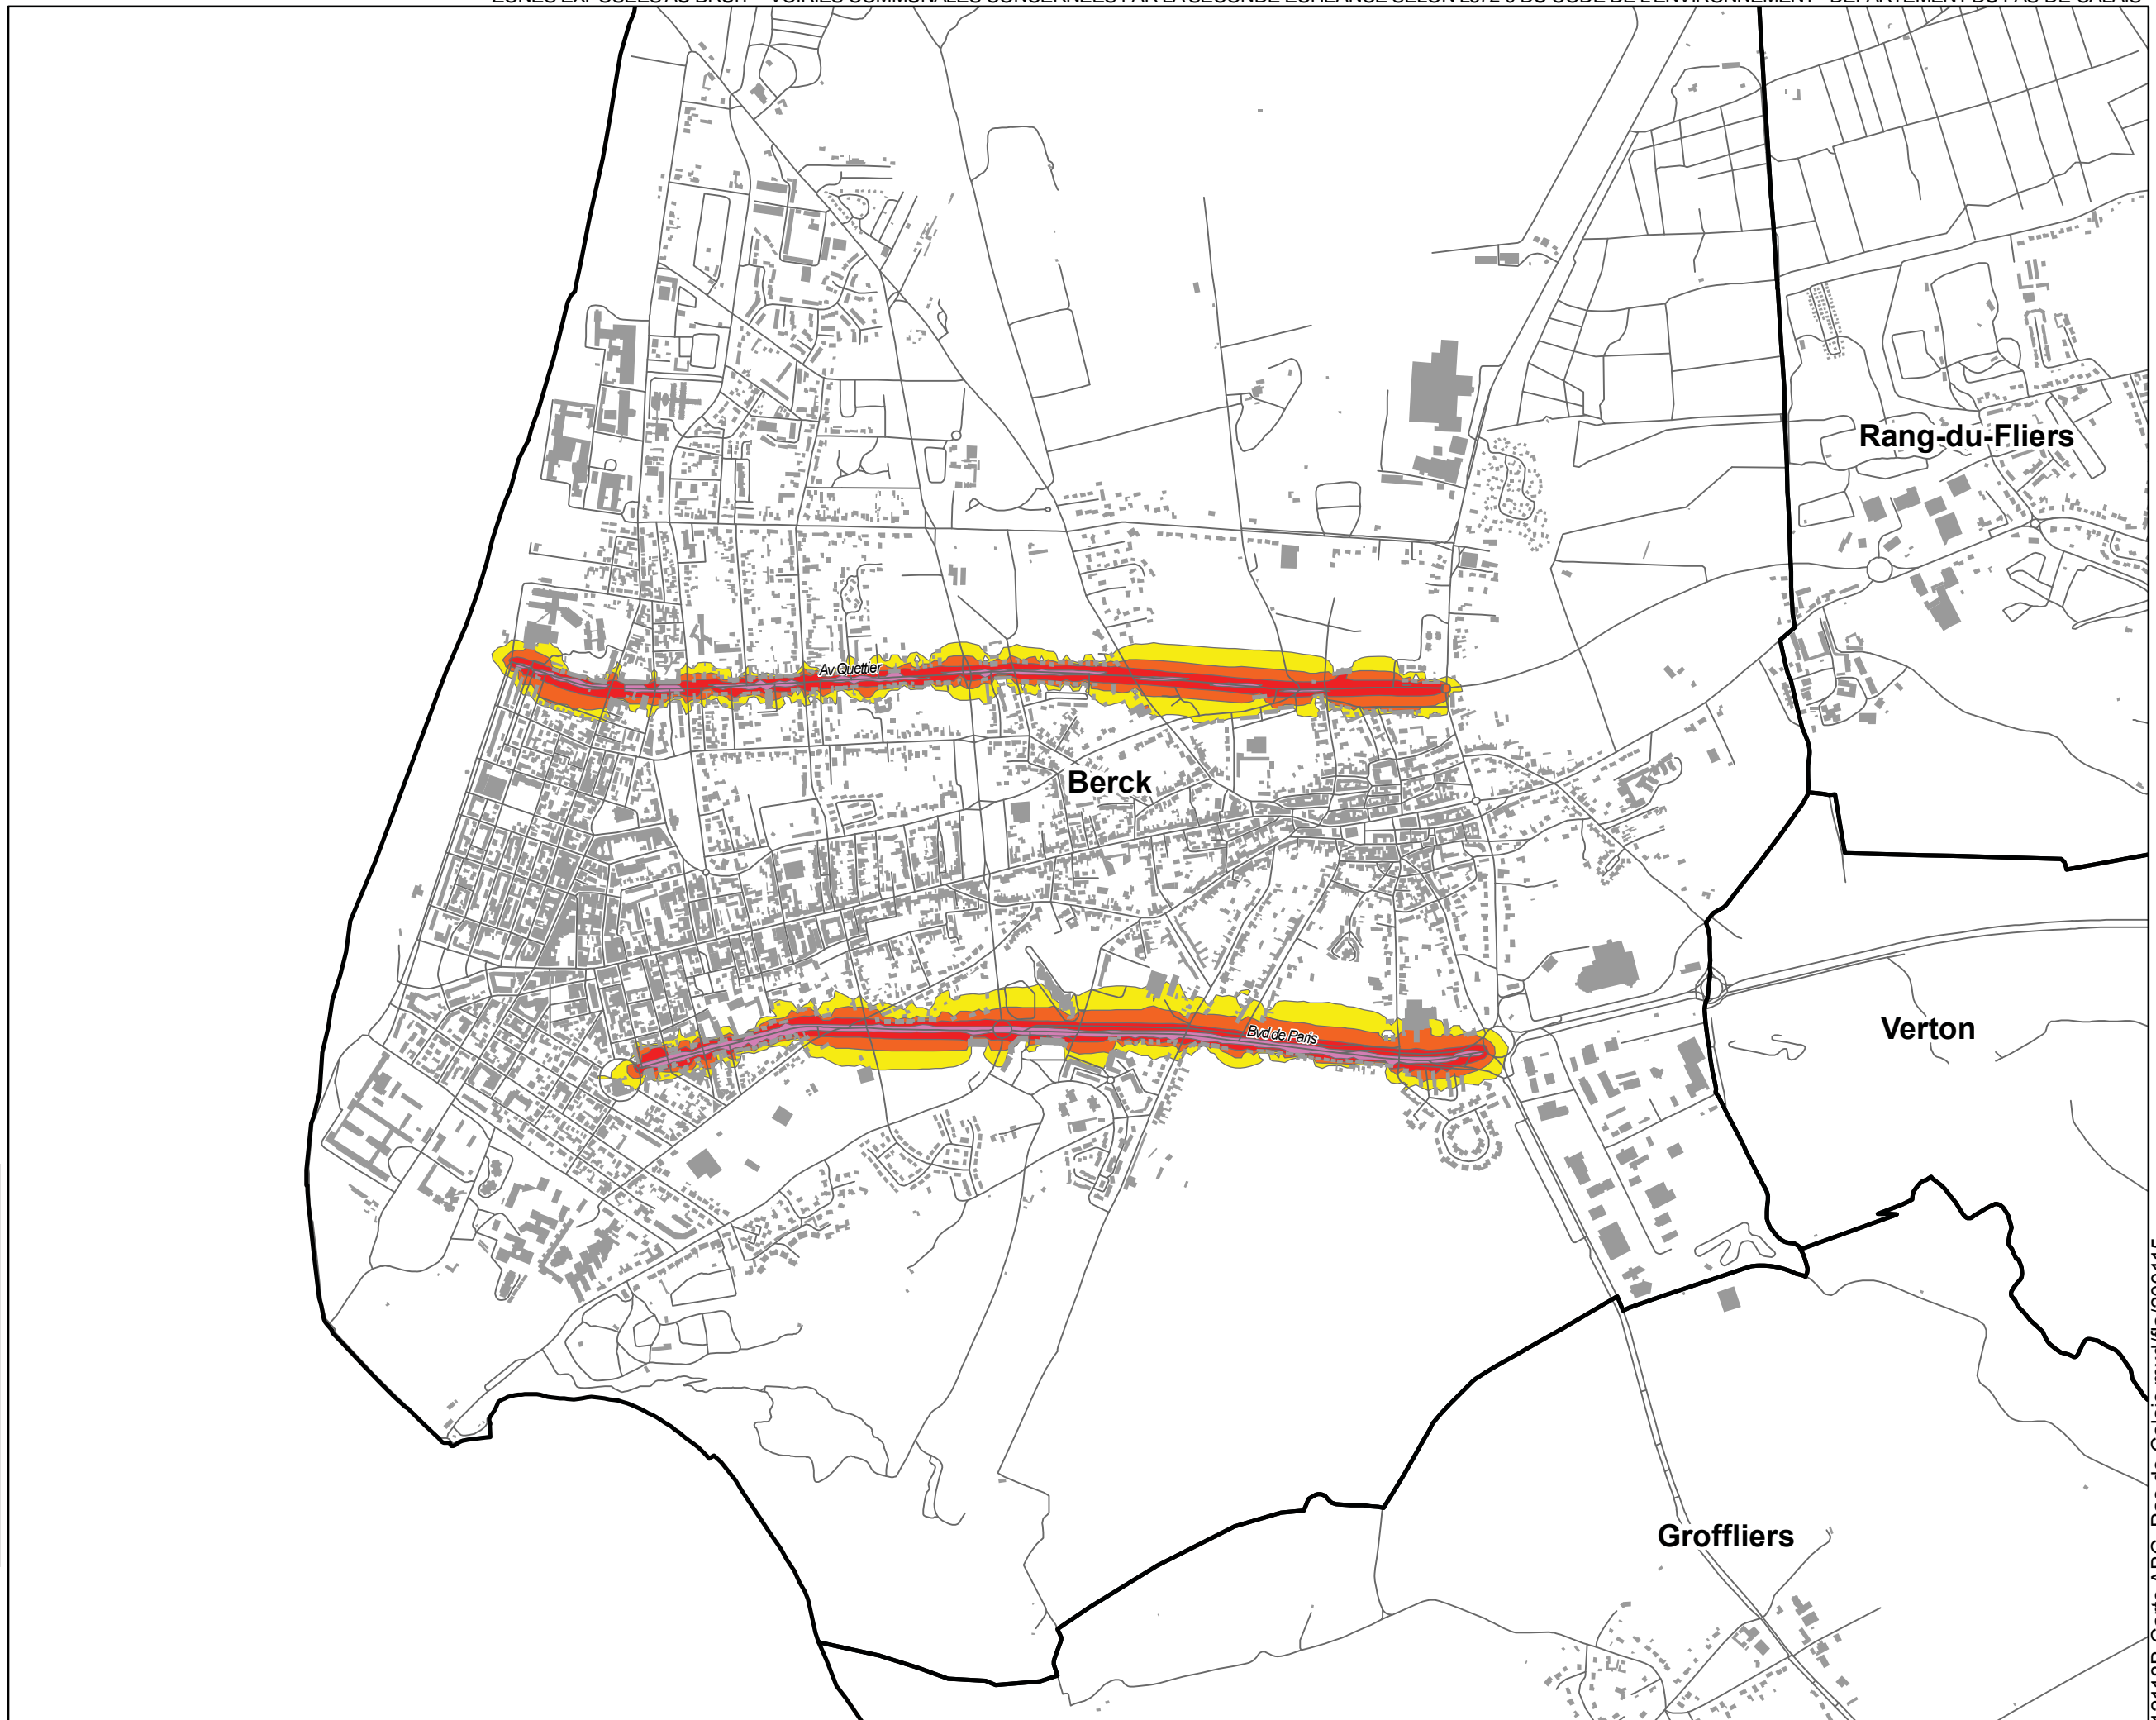 Rang-du-Fliers
Av Quettier
Berck
Verton
Bvd de Paris
Groffliers